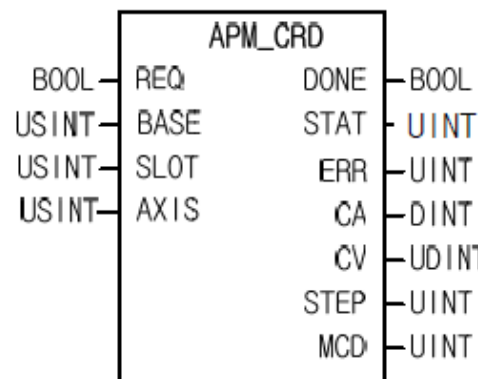 APM_CRD
BOOL REQ DONE BOOL
USINT BASE STAT UINT
USINT SLOT ERR UINT
USINT AXIS CA DINT
CV UDINT
STEP UINT
MCD UINT